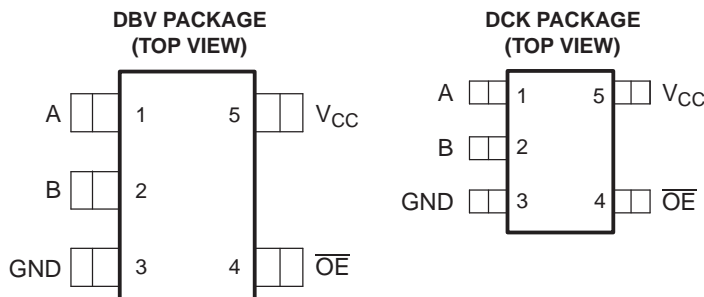 DBV PACKAGE
(TOP VIEW)
A 1 5 VCC
B 2
GND 3 4 OE
DCK PACKAGE
(TOP VIEW)
A 1 5 VCC
B 2
GND 3 4 OE